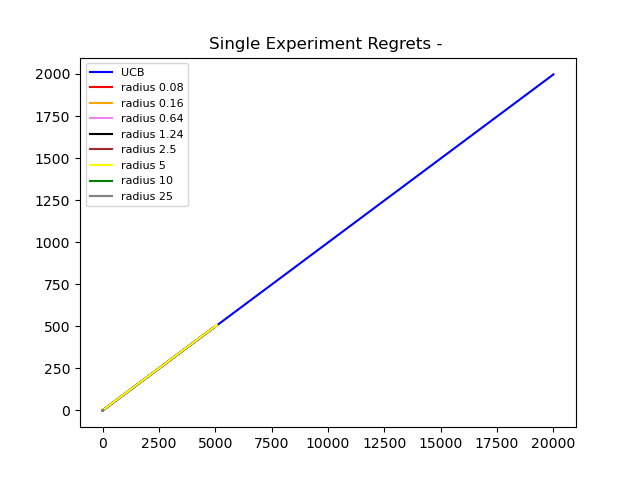 Single Experiment Regrets -
2000
1750
1500
1250
1000
750
500
250
0
UCB
radius 0.08
radius 0.16
radius 0.64
radius 1.24
radius 2.5
radius 5
radius 10
radius 25
0 2500 5000 7500 10000 12500 15000 17500 20000